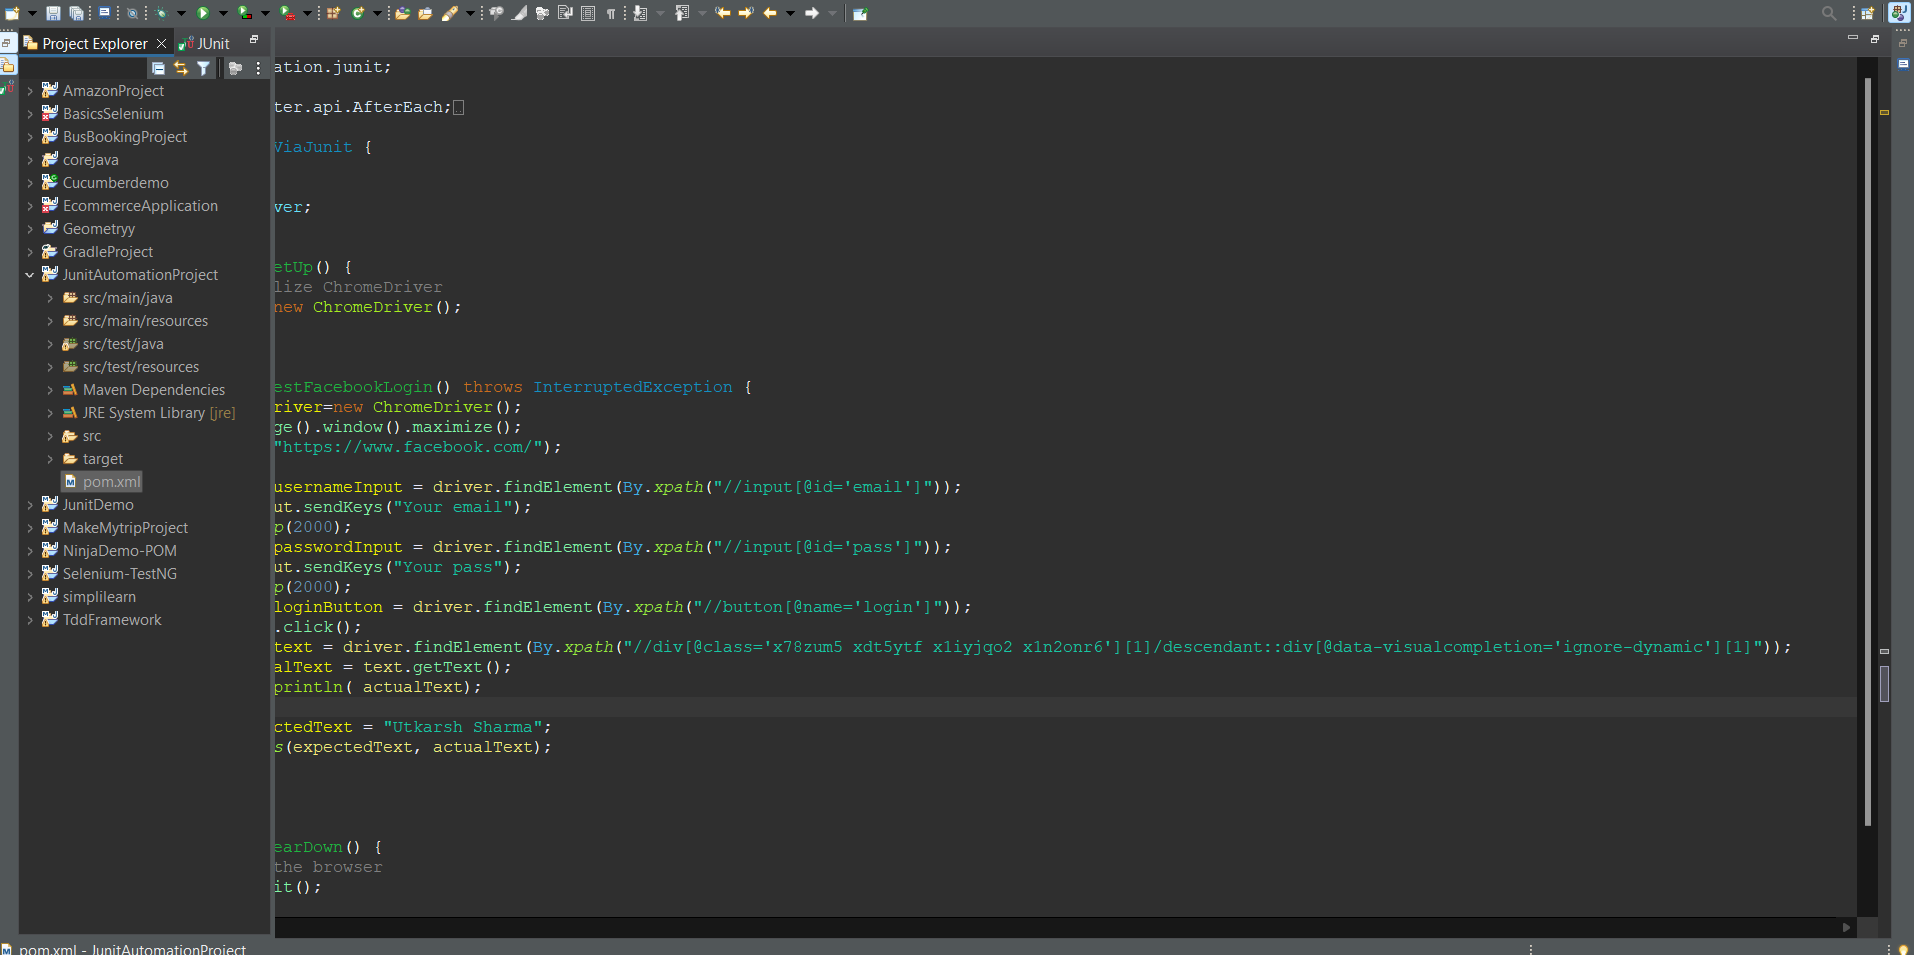 Project Explorer
JUnit
AmazonProject
BasicsSelenium
BusBookingProject
corejava
Cucumberdemo
EcommerceApplication
Geometryy
GradleProject
JunitAutomationProject
src/main/java
src/main/resources
src/test/java
src/test/resources
Maven Dependencies
JRE System Library [jre]
src
target
pom.xml
JunitDemo
MakeMytripProject
NinjaDemo-POM
Selenium-TestNG
simplilearn
TddFramework
ation.junit;
ter.api.AfterEach;
ViaJunit {
ver;
etUp() {
lize ChromeDriver
new ChromeDriver();
estFacebookLogin() throws InterruptedException {
river=new ChromeDriver();
ge().window().maximize();
"https://www.facebook.com/");
usernameInput = driver.findElement(By.xpath("//input[@id='email']"));
ut.sendKeys("Your email");
p(2000);
passwordInput = driver.findElement(By.xpath("//input[@id='pass']"));
ut.sendKeys("Your pass");
p(2000);
loginButton = driver.findElement(By.xpath("//button[@name='login']"));
.click();
text = driver.findElement(By.xpath("//div[@class='x78zum5 xdt5ytf x1iyjqo2 x1n2onr6'][1]/descendant::div[@data-visualcompletion='ignore-dynamic'][1]"));
alText = text.getText();
println( actualText);
ctedText = "Utkarsh Sharma";
s(expectedText, actualText);
earDown() {
the browser
it();
pom.xml - JunitAutomationProject